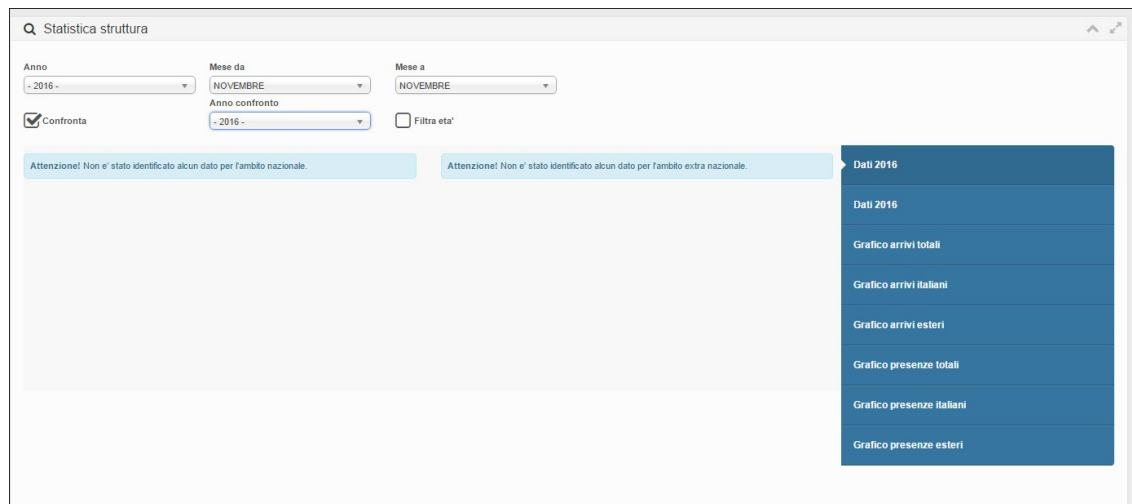 Statistica struttura
Anno
Mese da
Mese a
- 2016 -
NOVEMBRE
NOVEMBRE
Anno confronto
Confronta
- 2016 -
Filtra eta'
Attenzione! Non e' stato identificato alcun dato per l'ambito nazionale.
Attenzione! Non e' stato identificato alcun dato per l'ambito extra nazionale.
Dati 2016
Dati 2016
Grafico arrivi totali
Grafico arrivi italiani
Grafico arrivi esteri
Grafico presenze totali
Grafico presenze italiani
Grafico presenze esteri